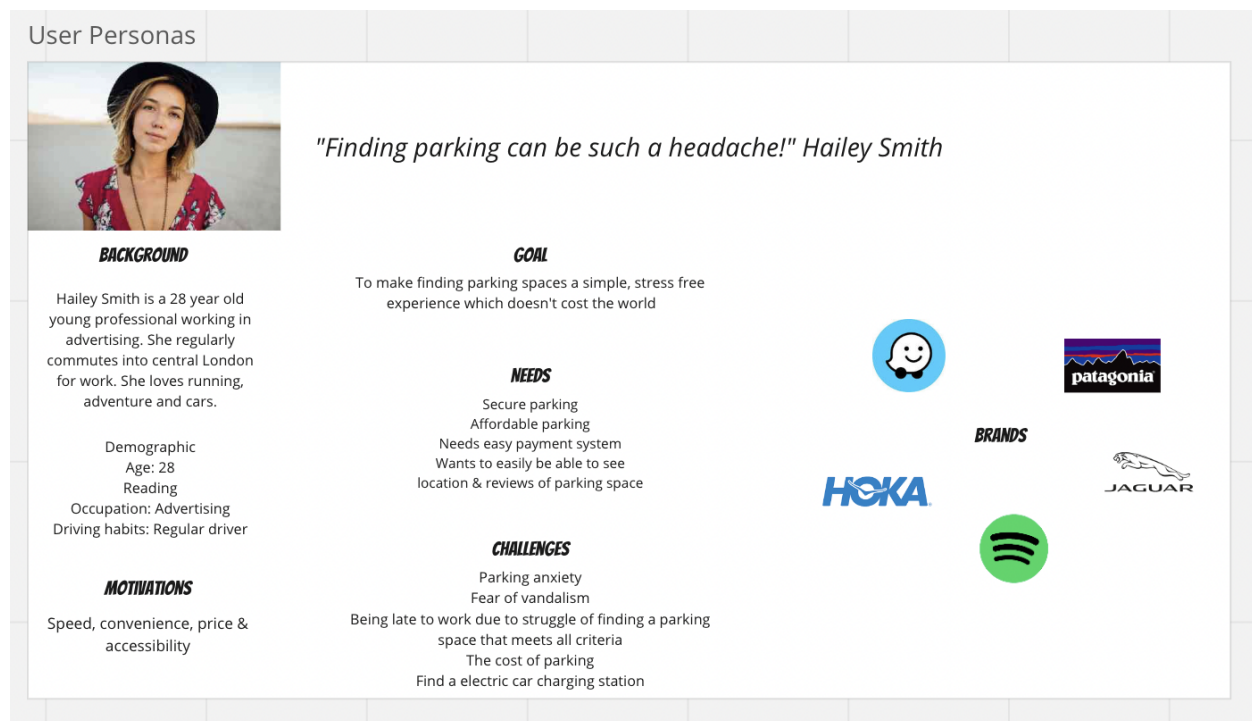 User Personas
"Finding parking can be such a headache!" Hailey Smith
BACKGROUND
Hailey Smith is a 28 year old
young professional working in
advertising. She regularly
commutes into central London
for work. She loves running,
adventure and cars.
Demographic
Age: 28
Reading
Occupation: Advertising
Driving habits: Regular driver
MOTIVATIONS
Speed, convenience, price &
accessibility
GOAL
To make finding parking spaces a simple, stress free
experience which doesn't cost the world
NEEDS
Secure parking
Affordable parking
Needs easy payment system
Wants to easily be able to see
location & reviews of parking space
CHALLENGES
Parking anxiety
Fear of vandalism
Being late to work due to struggle of finding a parking
space that meets all criteria
The cost of parking
Find a electric car charging station
patagonia
BRANDS
HOKA
JAGUAR